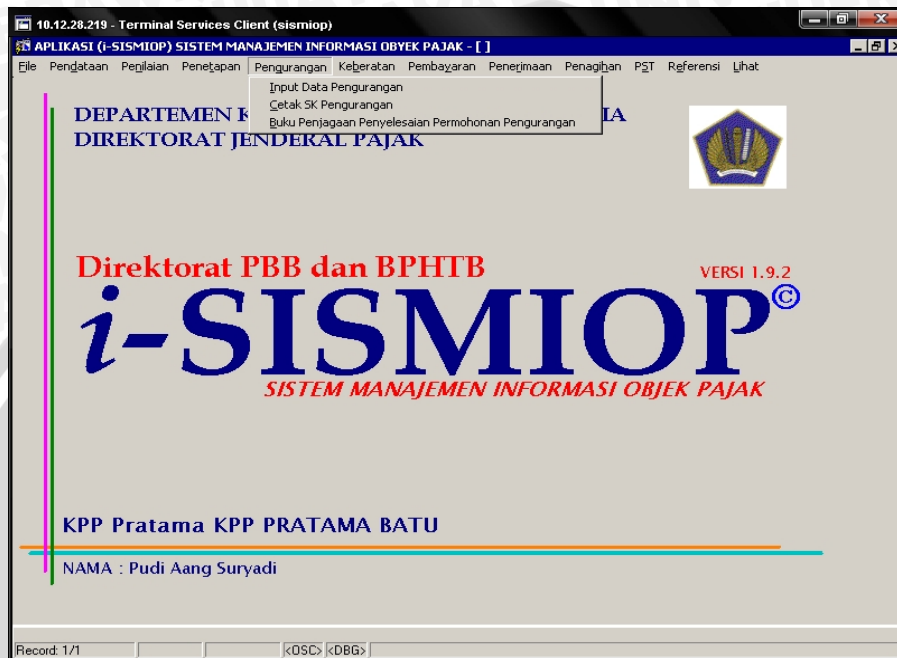 10.12.28.219 - Terminal Services Client (sismiop)
APLIKASI (i-SISMIOP) SISTEM MANAJEMEN INFORMASI OBYEK PAJAK - [ ]
File Pendataan Penilaian Penetapan Pengurangan Keberatan Pembayaran Penerimaan Penagihan PST Referensi Lihat
Input Data Pengurangan
Cetak SK Pengurangan
Buku Penjagaan Penyelesaian Permohonan Pengurangan
DEPARTEMEN K IA
DIREKTORAT JENDERAL PAJAK
Direktorat PBB dan BPHTB
VERSI 1.9.2
i-SISMIOP©
SISTEM MANAJEMEN INFORMASI OBJEK PAJAK
KPP Pratama KPP PRATAMA BATU
NAMA : Pudi Aang Suryadi
Record: 1/1 <OSC> <DBG>